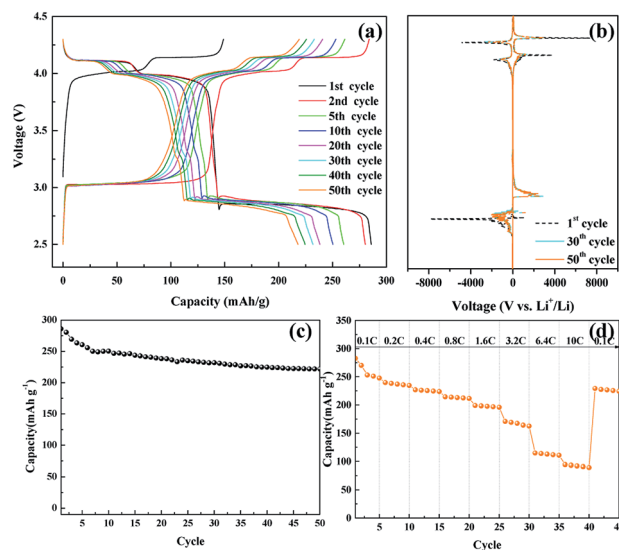 4.5
4.0
3.5
3.0
2.5
Voltage (V)
(a)
1st cycle
2nd cycle
5th cycle
10th cycle
20th cycle
30th cycle
40th cycle
50th cycle
0 50 100 150 200 250 300
Capacity (mAh/g)
(b)
1st cycle
30th cycle
50th cycle
-8000 -4000 0 4000 8000
Voltage (V vs. Li+/Li)
300
250
200
150
100
50
0
Capacity(mAh g-1)
(c)
5 10 15 20 25 30 35 40 45 50
Cycle
350
300
250
200
150
100
50
0
Capacity(mAh g-1)
0.1C 0.2C 0.4C 0.8C 1.6C 3.2C 6.4C 10C 0.1C
(d)
5 10 15 20 25 30 35 40 45
Cycle